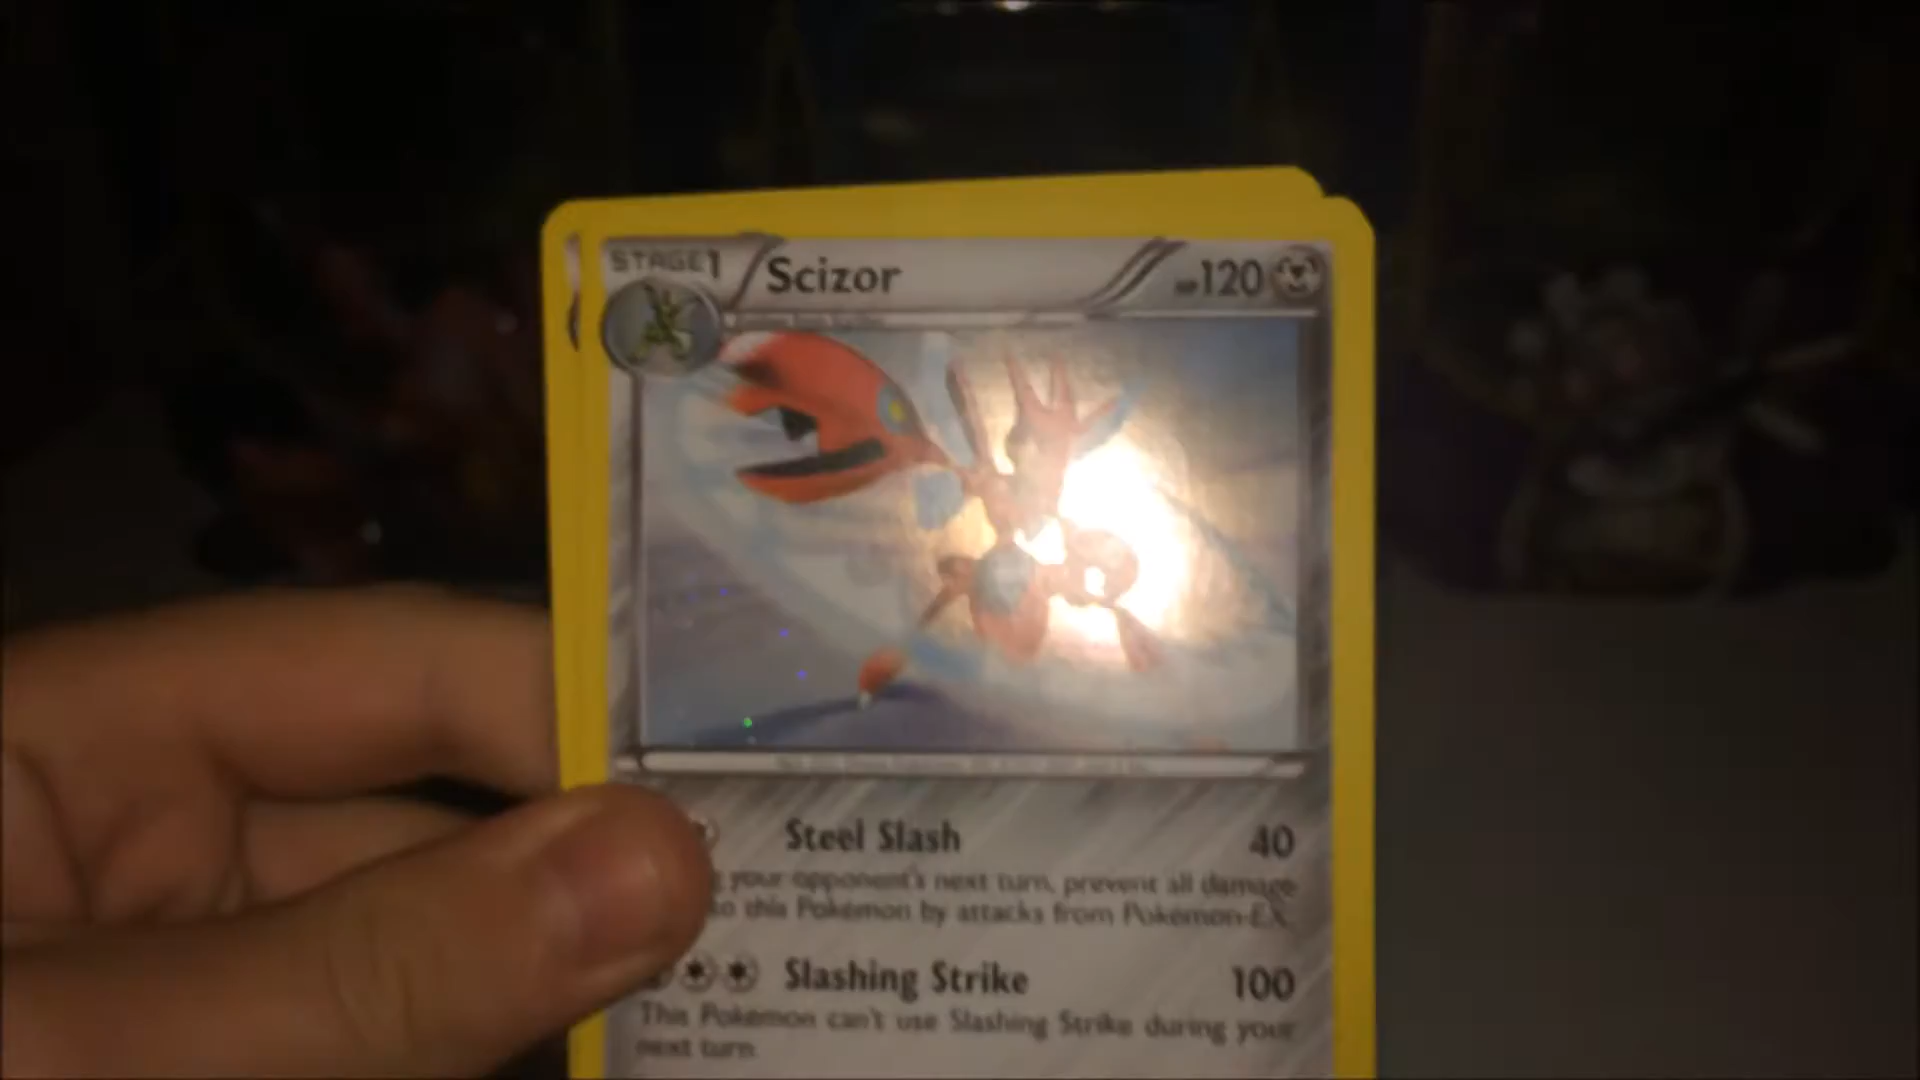 STAGE1 Scizor HP120
Steel Slash 40
your opponent's next turn, prevent all damage
to this Pokémon by attacks from Pokémon-EX.
Slashing Strike 100
This Pokémon can't use Slashing Strike during your
next turn.